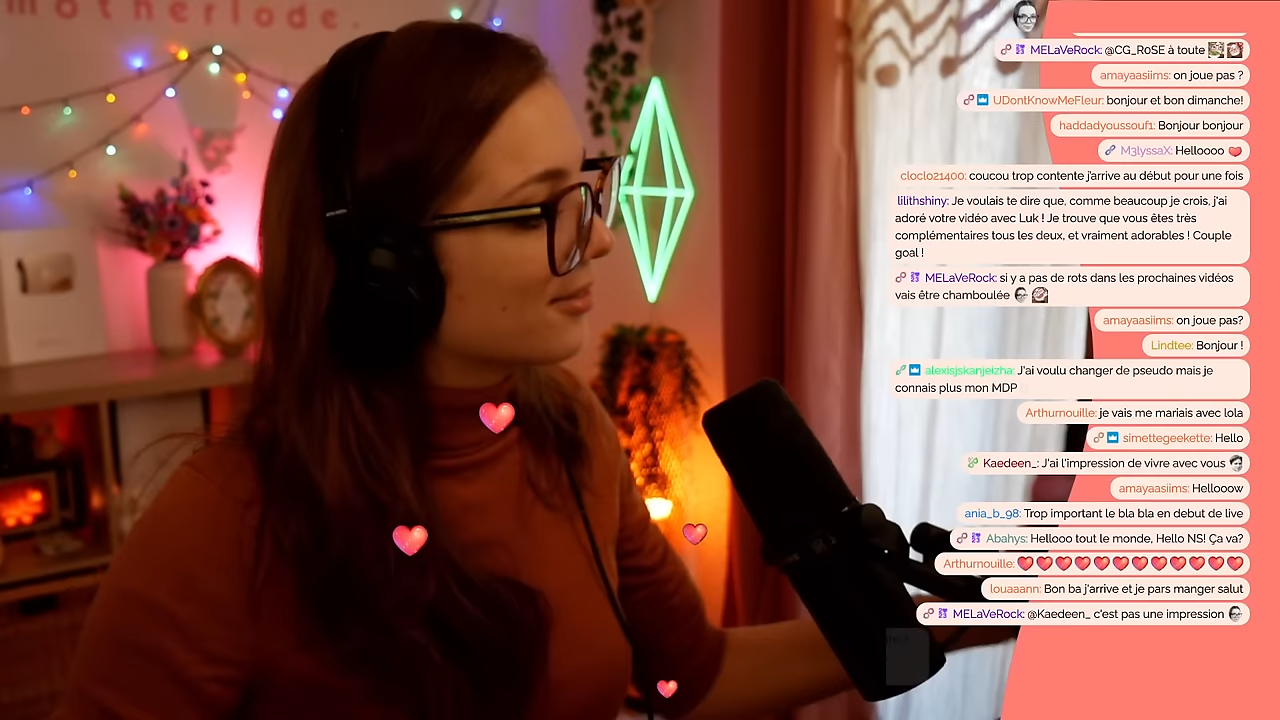 motherlode.
MELaVeRock: @CG_R0SE à toute
amayaasiims: on joue pas ?
UDontKnowMeFleur: bonjour et bon dimanche!
haddadyoussouf1: Bonjour bonjour
M3lyssaX: Helloooo
cloclo21400: coucou trop contente j'arrive au début pour une fois
lilithshiny: Je voulais te dire que, comme beaucoup je crois, j'ai
adoré votre vidéo avec Luk ! Je trouve que vous êtes très
complémentaires tous les deux, et vraiment adorables ! Couple
goal !
MELaVeRock: si y a pas de rots dans les prochaines vidéos
vais être chamboulée
amayaasiims: on joue pas?
Lindtee: Bonjour !
alexisjskanjeizha: J'ai voulu changer de pseudo mais je
connais plus mon MDP
Arthurnouille: je vais me mariais avec lola
simettegeekette: Hello
Kaedeen_: J'ai l'impression de vivre avec vous
amayaasiims: Hellooow
ania_b_98: Trop important le bla bla en debut de live
Abahys: Hellooo tout le monde, Hello NS! Ça va?
Arthurnouille: ❤️❤️❤️❤️❤️❤️❤️❤️❤️❤️❤️❤️
louaaann: Bon ba j'arrive et je pars manger salut
MELaVeRock: @Kaedeen_ c'est pas une impression